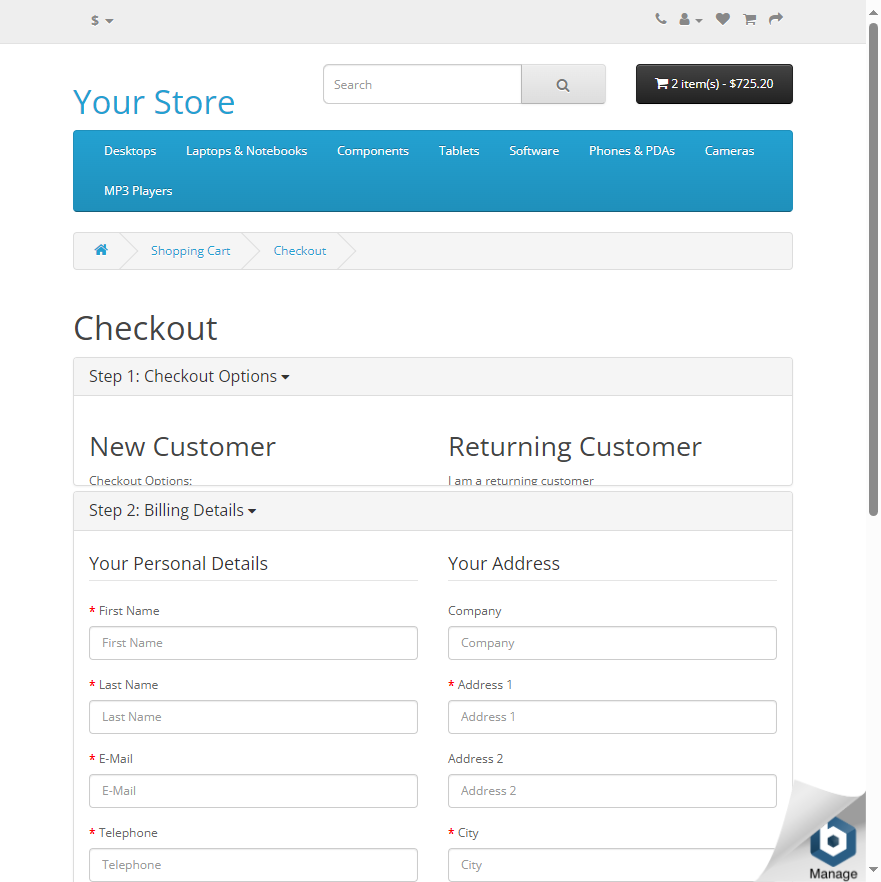 $
Your Store
Search
2 item(s) - $725.20
Desktops Laptops & Notebooks Components Tablets Software Phones & PDAs Cameras
MP3 Players
Shopping Cart Checkout
Checkout
Step 1: Checkout Options
New Customer
Checkout Options:
Returning Customer
I am a returning customer
Step 2: Billing Details
Your Personal Details
* First Name
First Name
* Last Name
Last Name
* E-Mail
E-Mail
* Telephone
Telephone
Your Address
Company
Company
* Address 1
Address 1
Address 2
Address 2
* City
City
Manage